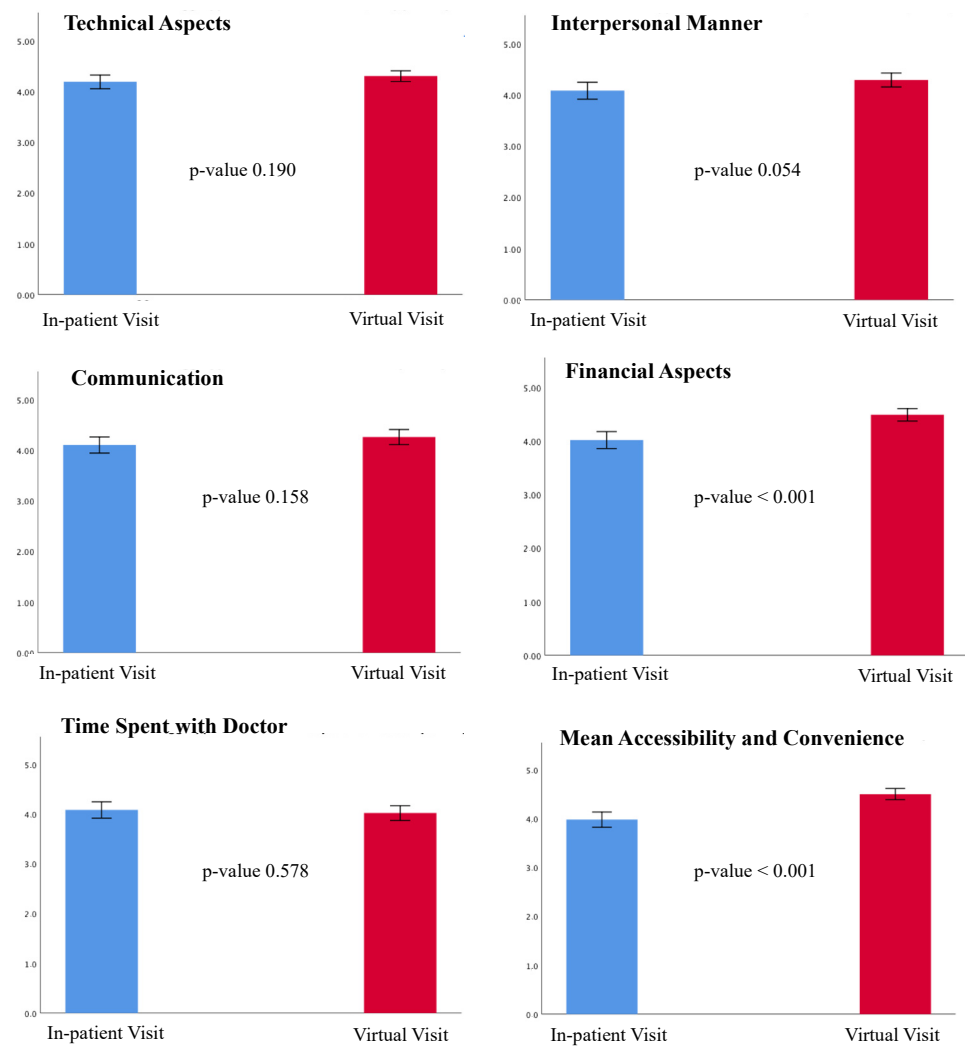 Technical Aspects
5.00
4.00
3.00
2.00
1.00
0.00
p-value 0.190
In-patient Visit
Virtual Visit
Interpersonal Manner
5.00
4.00
3.00
2.00
1.00
0.00
p-value 0.054
In-patient Visit
Virtual Visit
Communication
5.00
4.00
3.00
2.00
1.00
p-value 0.158
In-patient Visit
Virtual Visit
Financial Aspects
5.00
4.00
3.00
2.00
1.00
0.00
p-value < 0.001
In-patient Visit
Virtual Visit
Time Spent with Doctor
5.0
4.0
3.0
2.0
1.0
0.0
p-value 0.578
In-patient Visit
Virtual Visit
Mean Accessibility and Convenience
5.0
4.0
3.0
2.0
1.0
0.0
p-value < 0.001
In-patient Visit
Virtual Visit